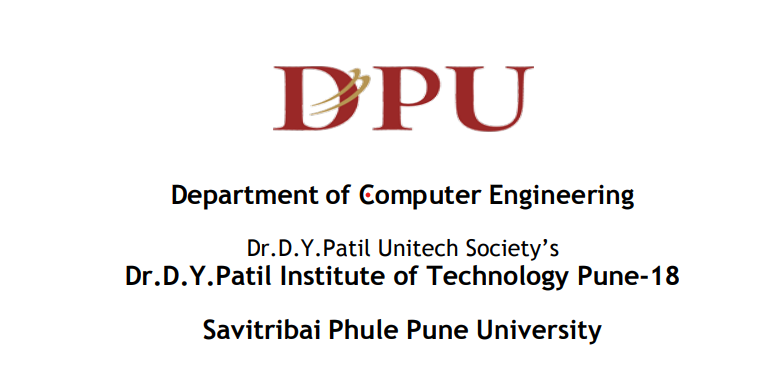 DPU
Department of Computer Engineering
Dr.D.Y.Patil Unitech Society’s
Dr.D.Y.Patil Institute of Technology Pune-18
Savitribai Phule Pune University